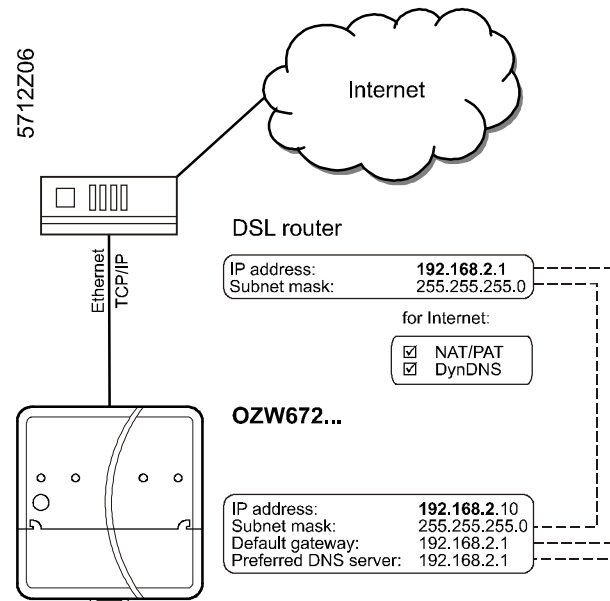 5712Z06
Internet
DSL router
Ethernet
TCP/IP
IP address: 192.168.2.1
Subnet mask: 255.255.255.0
for Internet:
☑ NAT/PAT
☑ DynDNS
OZW672...
IP address: 192.168.2.10
Subnet mask: 255.255.255.0
Default gateway: 192.168.2.1
Preferred DNS server: 192.168.2.1